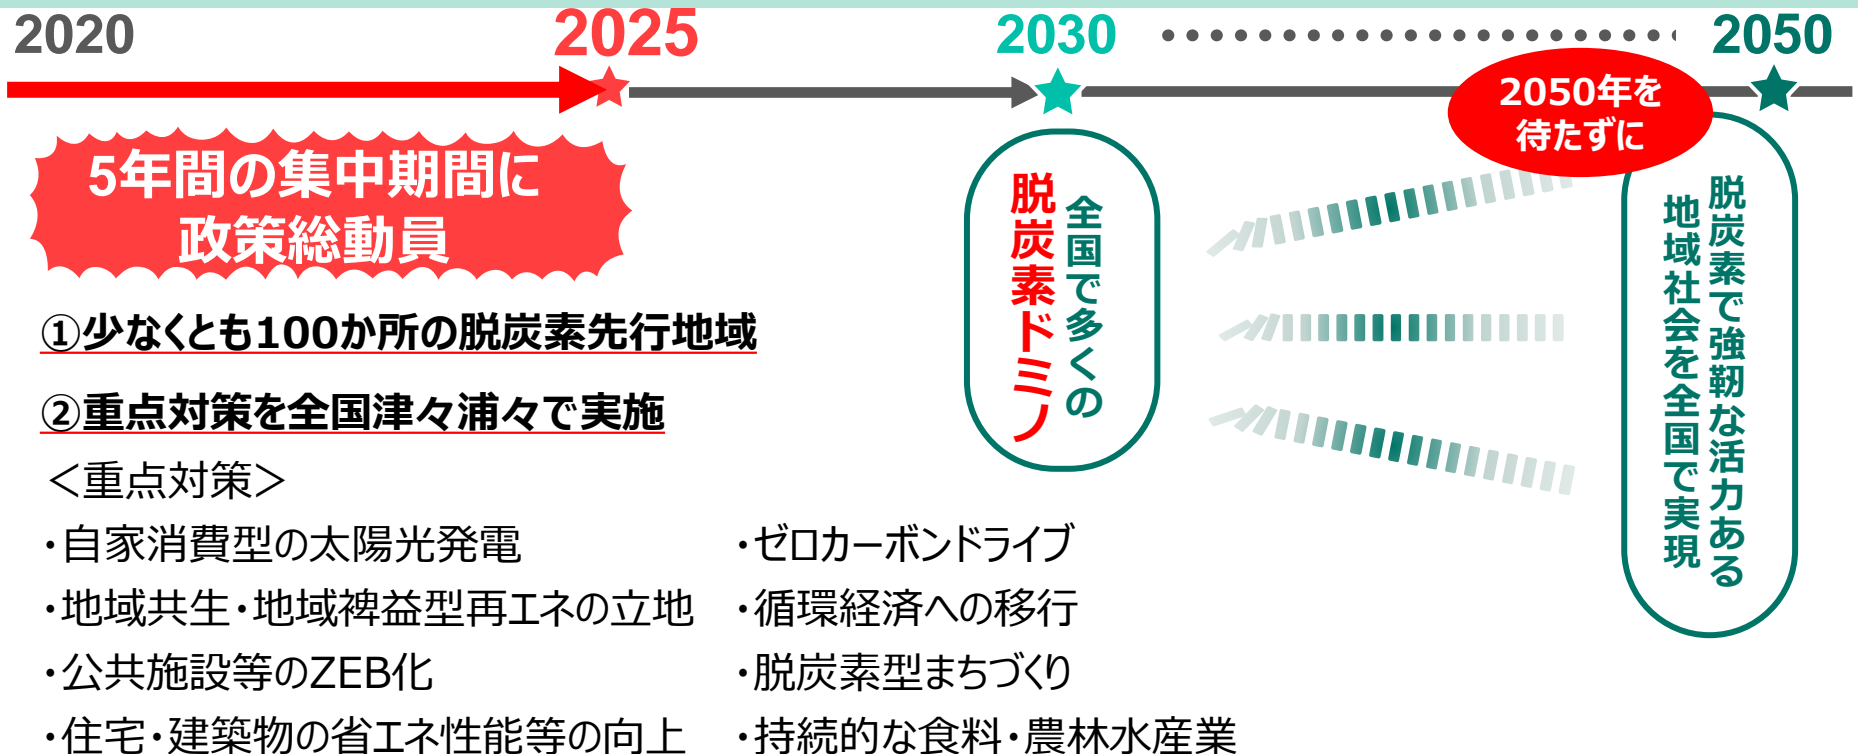 2020
2025
2030
2050
2050年を
待たずに
5年間の集中期間に
政策総動員
①少なくとも100か所の脱炭素先行地域
②重点対策を全国津々浦々で実施
＜重点対策＞
・自家消費型の太陽光発電
・地域共生・地域裨益型再エネの立地
・公共施設等のZEB化
・住宅・建築物の省エネ性能等の向上
・ゼロカーボンドライブ
・循環経済への移行
・脱炭素型まちづくり
・持続的な食料・農林水産業
全国で多くの
脱炭素ドミノ
脱炭素で強靭な活力ある
地域社会を全国で実現